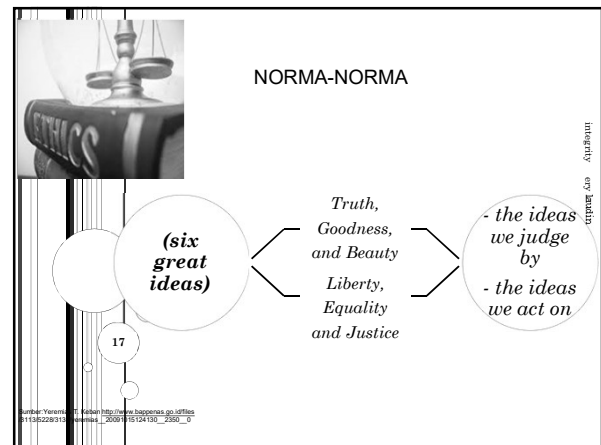 NORMA-NORMA
ETHICS
integrity
(six
great
ideas)
Truth,
Goodness,
and Beauty
Liberty,
Equality
and Justice
- the ideas
we judge
by
- the ideas
we act on
17
Sumber:Yeremias T. Keban http://www.bappenas.go.id/files